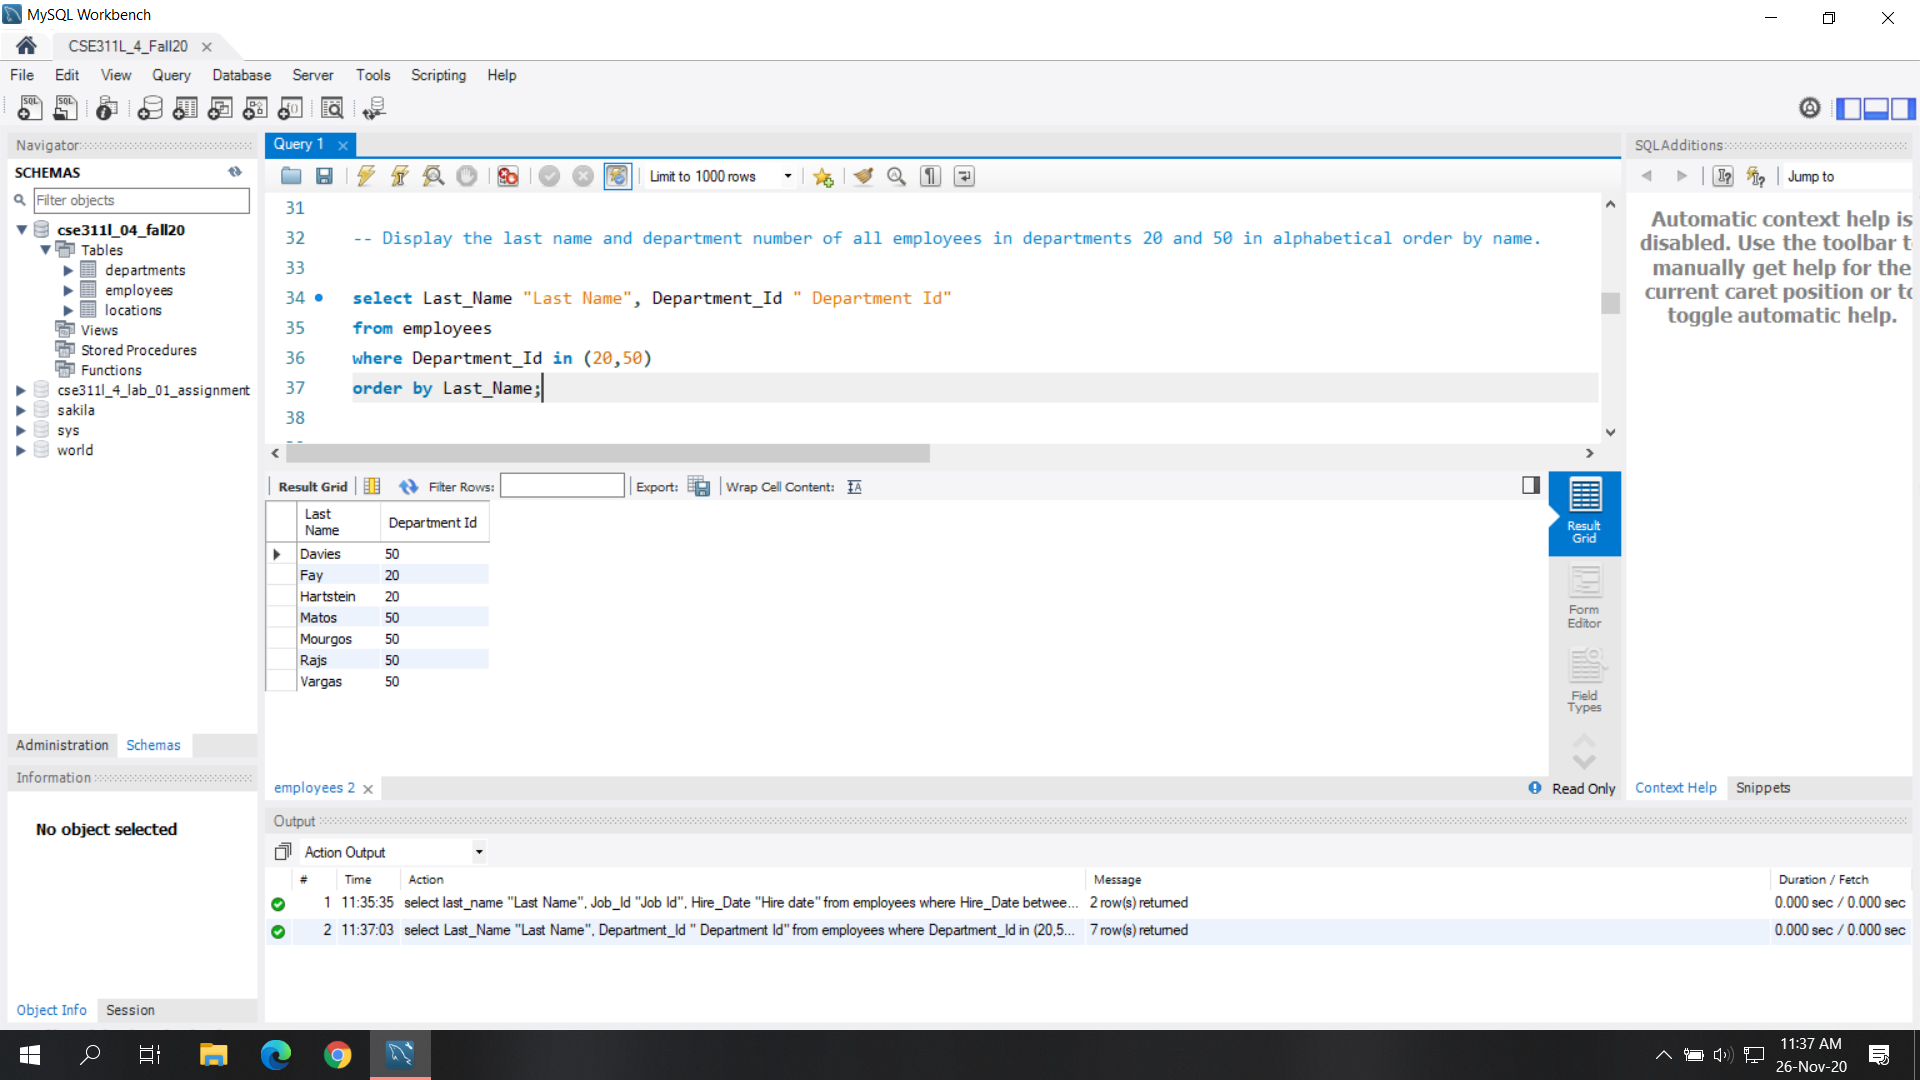 MySQL Workbench
CSE311L_4_Fall20
File Edit View Query Database Server Tools Scripting Help
Navigator
SCHEMAS
Filter objects
cse311l_04_fall20
Tables
departments
employees
locations
Views
Stored Procedures
Functions
cse311l_4_lab_01_assignment
sakila
sys
world
Administration Schemas
Information
No object selected
Object Info Session
Query 1
Limit to 1000 rows
31
32 -- Display the last name and department number of all employees in departments 20 and 50 in alphabetical order by name.
33
34 select Last_Name "Last Name", Department_Id " Department Id"
35 from employees
36 where Department_Id in (20,50)
37 order by Last_Name;
38
Result Grid Filter Rows: Export: Wrap Cell Content:
Last Name Department Id
Davies 50
Fay 20
Hartstein 20
Matos 50
Mourgos 50
Rajs 50
Vargas 50
Result Grid
Form Editor
Field Types
employees 2
Read Only
SQLAdditions
Jump to
Automatic context help is
disabled. Use the toolbar t
manually get help for the
current caret position or to
toggle automatic help.
Context Help Snippets
Output
Action Output
# Time Action Message Duration / Fetch
1 11:35:35 select last_name "Last Name", Job_Id "Job Id", Hire_Date "Hire date" from employees where Hire_Date betwee... 2 row(s) returned 0.000 sec / 0.000 sec
2 11:37:03 select Last_Name "Last Name", Department_Id " Department Id" from employees where Department_Id in (20,5... 7 row(s) returned 0.000 sec / 0.000 sec
11:37 AM
26-Nov-20